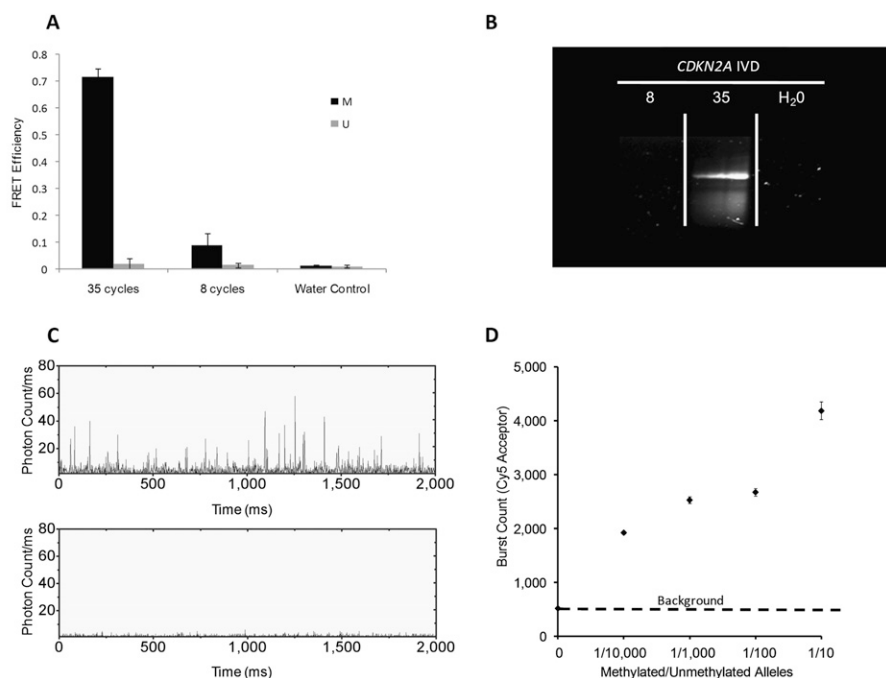 A
0.8
0.7
0.6
0.5
0.4
0.3
0.2
0.1
0
FRET Efficiency
M
U
35 cycles 8 cycles Water Control
B
CDKN2A IVD
8 35 H20
C
80
60
40
20
Photon Count/ms
0 500 1,000 1,500 2,000
Time (ms)
80
60
40
20
Photon Count/ms
0 500 1,000 1,500 2,000
Time (ms)
D
5,000
4,000
3,000
2,000
1,000
0
Burst Count (Cy5 Acceptor)
Background
0 1/10,000 1/1,000 1/100 1/10
Methylated/Unmethylated Alleles